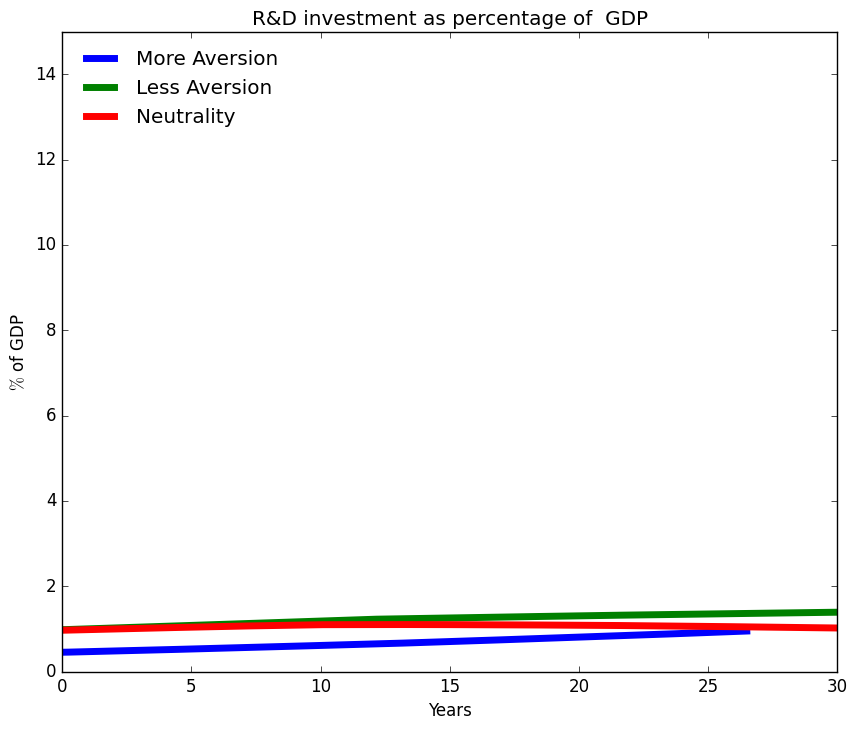 R&D investment as percentage of  GDP
More Aversion
Less Aversion
Neutrality
14
12
10
8
6
4
2
0
% of GDP
0 5 10 15 20 25 30
Years